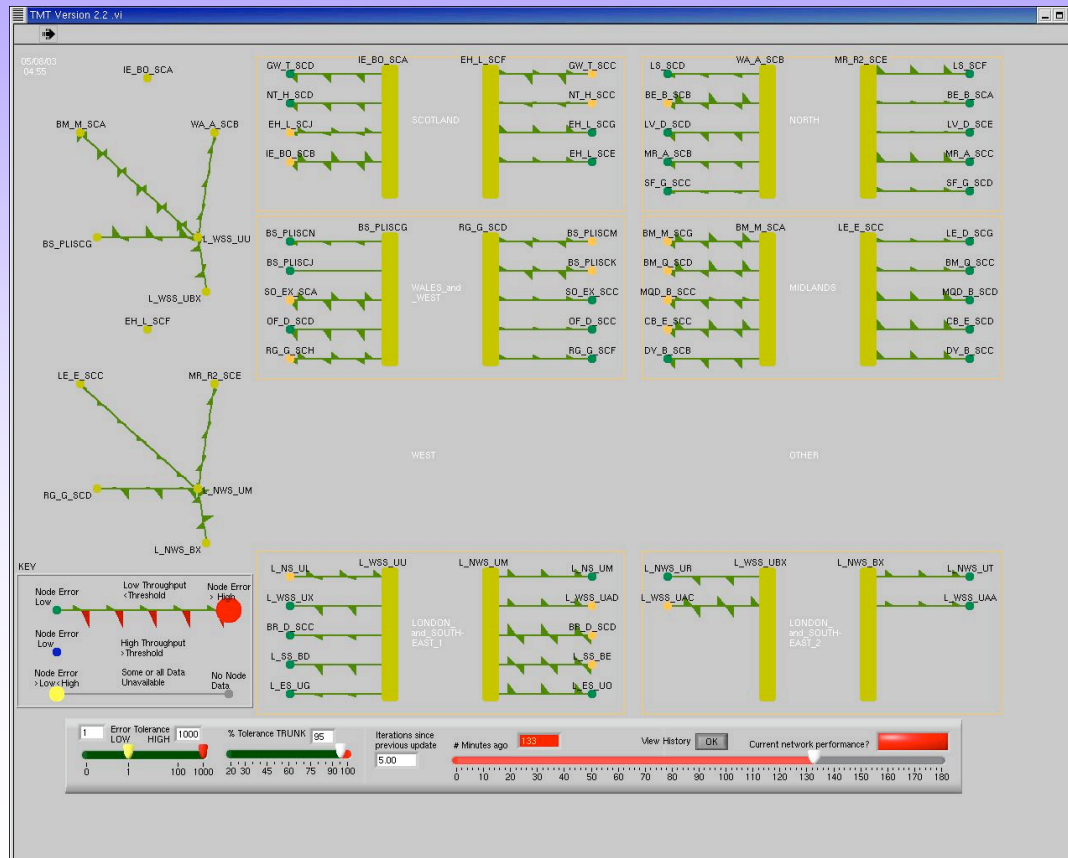 TMT Version 2.2 .vi
05/06/03
04:55
IE_BO_SCA
BM_M_SCA
WA_A_SCB
BS_PLISCG
L_WSS_UU
L_WSS_UBX
EH_L_SCF
LE_E_SCC
MR_R2_SCE
RG_G_SCD
L_NWS_UM
L_NWS_BX
GW_T_SCD
IE_BO_SCA
EH_L_SCF
GW_T_SCC
NT_H_SCD
NT_H_SCC
SCOTLAND
EH_L_SCJ
EH_L_SCG
IE_BO_SCB
EH_L_SCE
LS_SCD
WA_A_SCB
MR_R2_SCE
LS_SCF
BE_B_SCB
BE_B_SCA
NORTH
LV_D_SCD
LV_D_SCE
MR_A_SCB
MR_A_SCC
SF_G_SCC
SF_G_SCD
BS_PLISCN
BS_PLISCG
RG_G_SCD
BS_PLISCM
BS_PLISCJ
BS_PLISCK
WALES_and
_WEST
SO_EX_SCA
SO_EX_SCC
OF_D_SCD
OF_D_SCC
RG_G_SCH
RG_G_SCF
BM_M_SCG
BM_M_SCA
LE_E_SCC
LE_D_SCG
BM_Q_SCD
BM_Q_SCC
MIDLANDS
MQD_B_SCC
MQD_B_SCD
CB_E_SCC
CB_E_SCD
DY_B_SCB
DY_B_SCC
WEST
OTHER
L_NS_UL
L_WSS_UU
L_NWS_UM
L_NS_UM
L_WSS_UX
L_WSS_UAD
LONDON
_and_SOUTH-
EAST_1
BR_D_SCC
BR_D_SCD
L_SS_BD
L_SS_BE
L_ES_UG
L_ES_UO
L_NWS_UR
L_WSS_UBX
L_NWS_BX
L_NWS_UT
L_WSS_UAC
L_WSS_UAA
LONDON
_and_SOUTH-
EAST_2
KEY
Node Error
Low
Low Throughput
<Threshold
Node Error
> High
Node Error
Low
High Throughput
>Threshold
Node Error
>Low<High
Some or all Data
Unavailable
No Node
Data
1
Error Tolerance
LOW HIGH
1000
0 1 100 1000
% Tolerance TRUNK
95
20 30 45 60 75 90 100
Iterations since
previous update
5.00
# Minutes ago
133
View History
OK
Current network performance?
0 10 20 30 40 50 60 70 80 90 100 110 120 130 140 150 160 170 180